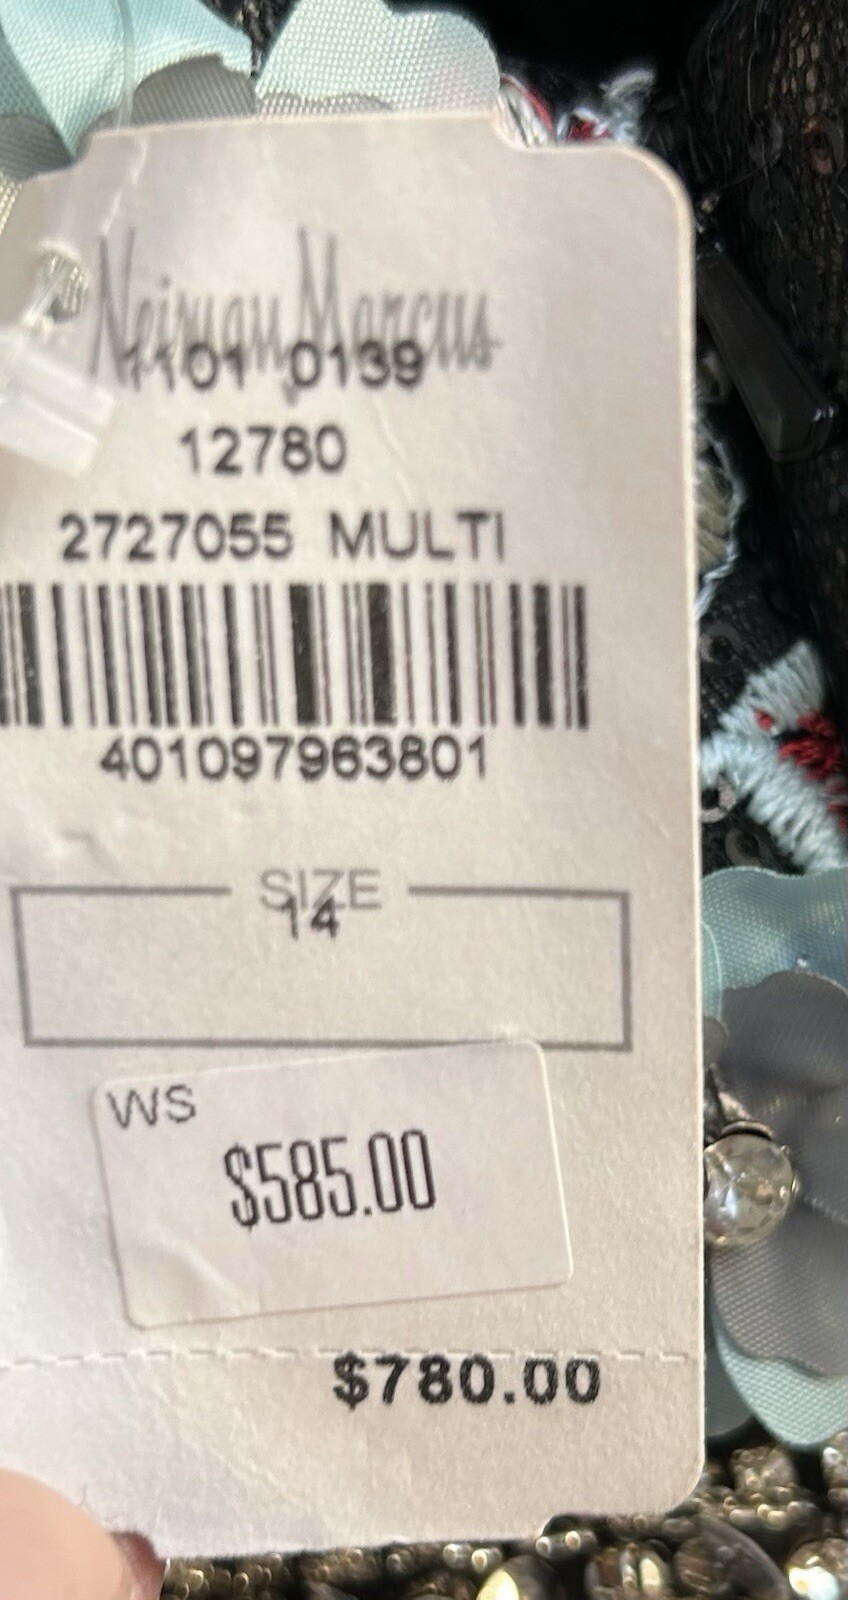 Neiman Marcus
1101 0139
12780
2727055 MULTI
401097963801
SIZE
14
WS
$585.00
$780.00